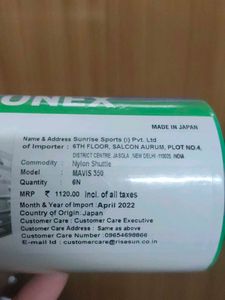 ONEX
MADE IN JAPAN
Name & Address Sunrise Sports (i) Pvt. Ltd
of Importer : 6TH FLOOR, SALCON AURUM, PLOT NO.4,
DISTRICT CENTRE, JASOLA , NEW DELHI -110025, INDIA
Commodity : Nylon Shuttle
Model : MAVIS 350
Quantity : 6N
MRP ₹ 1120.00 incl. of all taxes
Month & Year of Import :April 2022
Country of Origin:Japan
Customer Care : Customer Care Executive
Customer Care Address : Same as above
Customer Care Number :09654698866
E-mail Id : customercare@risesun.co.in